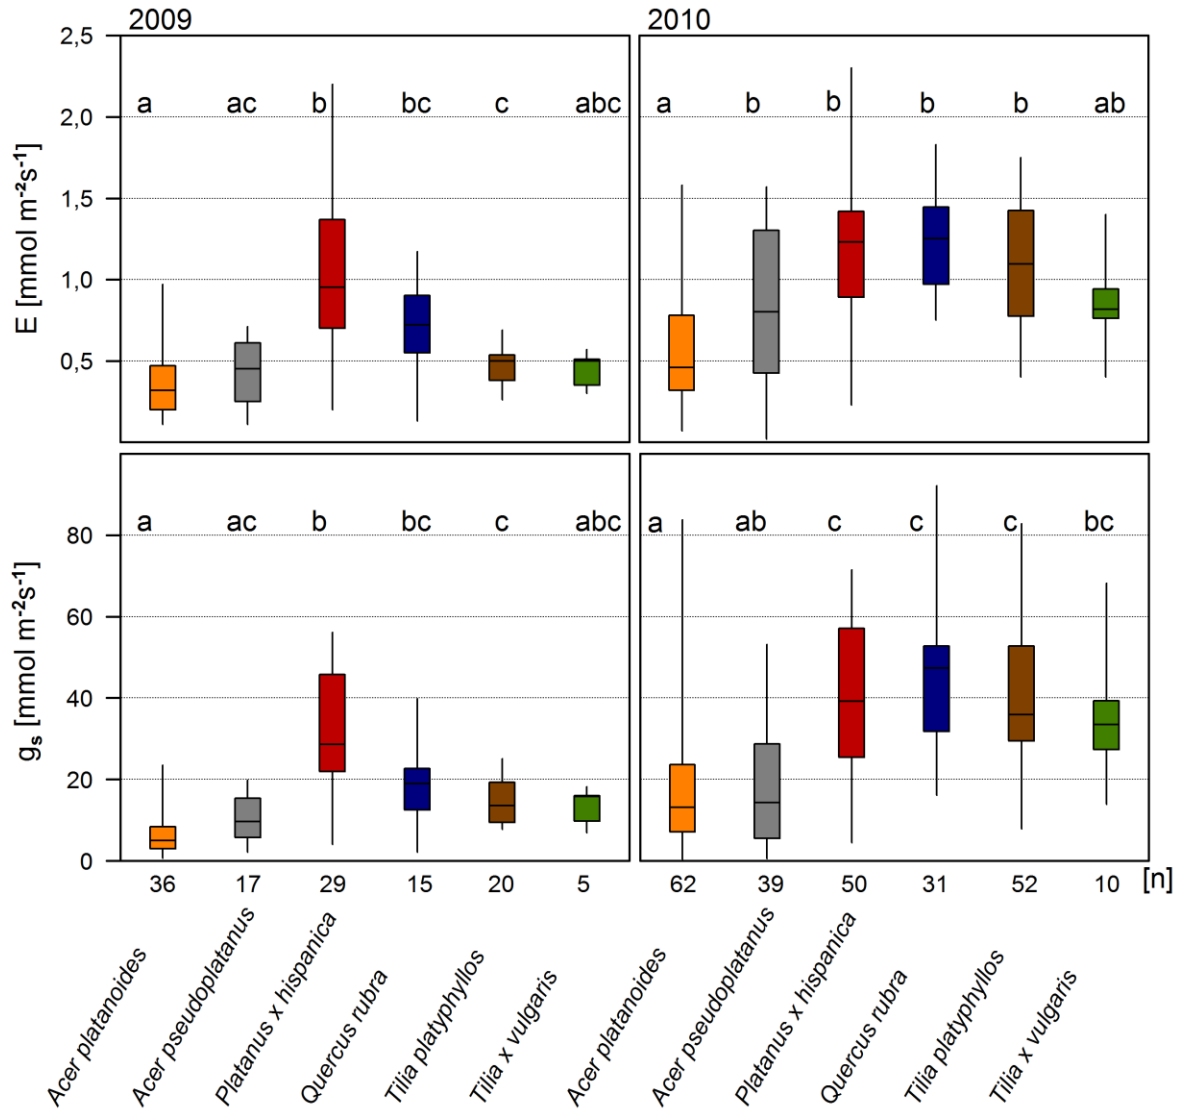 2009 2010
2,5
a ac b bc c abc a b b b b ab
2,0
1,5
1,0
0,5
E [mmol m⁻²s⁻¹]
a ac b bc c abc a ab c c c bc
80
60
40
20
0
gₛ [mmol m⁻²s⁻¹]
36 17 29 15 20 5 62 39 50 31 52 10 [n]
Acer platanoides
Acer pseudoplatanus
Platanus x hispanica
Quercus rubra
Tilia platyphyllos
Tilia x vulgaris
Acer platanoides
Acer pseudoplatanus
Platanus x hispanica
Quercus rubra
Tilia platyphyllos
Tilia x vulgaris